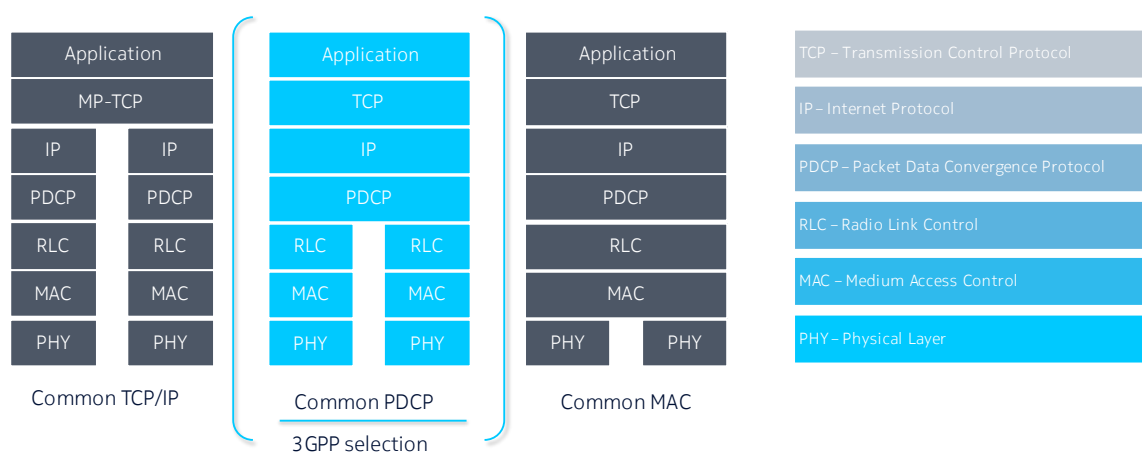 Application
MP-TCP
IP IP
PDCP PDCP
RLC RLC
MAC MAC
PHY PHY
Common TCP/IP
Application
TCP
IP
PDCP
RLC RLC
MAC MAC
PHY PHY
Common PDCP
3GPP selection
Application
TCP
IP
PDCP
RLC
MAC
PHY PHY
Common MAC
TCP – Transmission Control Protocol
IP – Internet Protocol
PDCP – Packet Data Convergence Protocol
RLC – Radio Link Control
MAC – Medium Access Control
PHY – Physical Layer